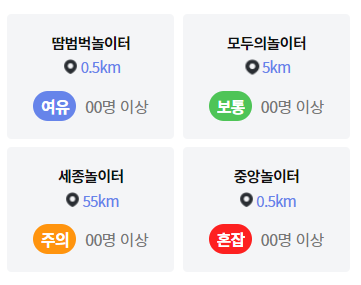 땀범벅놀이터
0.5km
여유 00명 이상
모두의놀이터
5km
보통 00명 이상
세종놀이터
55km
주의 00명 이상
중앙놀이터
0.5km
혼잡 00명 이상